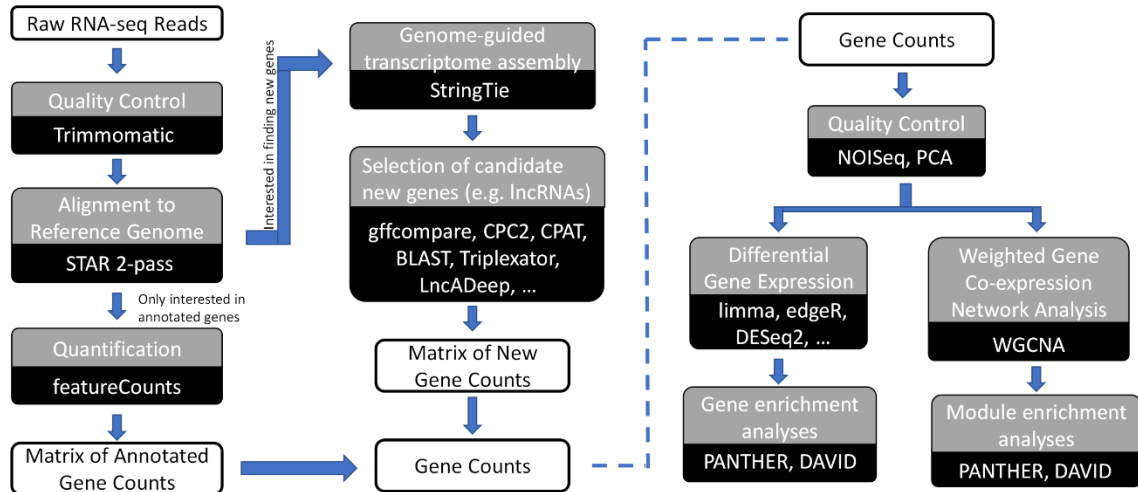 Raw RNA-seq Reads
Quality Control
Trimmomatic
Alignment to
Reference Genome
STAR 2-pass
Only interested in
annotated genes
Quantification
featureCounts
Matrix of Annotated
Gene Counts
Interested in finding new genes
Genome-guided
transcriptome assembly
StringTie
Selection of candidate
new genes (e.g. lncRNAs)
gffcompare, CPC2, CPAT,
BLAST, Triplexator,
LncADeep, ...
Matrix of New
Gene Counts
Gene Counts
Gene Counts
Quality Control
NOISeq, PCA
Differential
Gene Expression
limma, edgeR,
DESeq2, ...
Gene enrichment
analyses
PANTHER, DAVID
Weighted Gene
Co-expression
Network Analysis
WGCNA
Module enrichment
analyses
PANTHER, DAVID